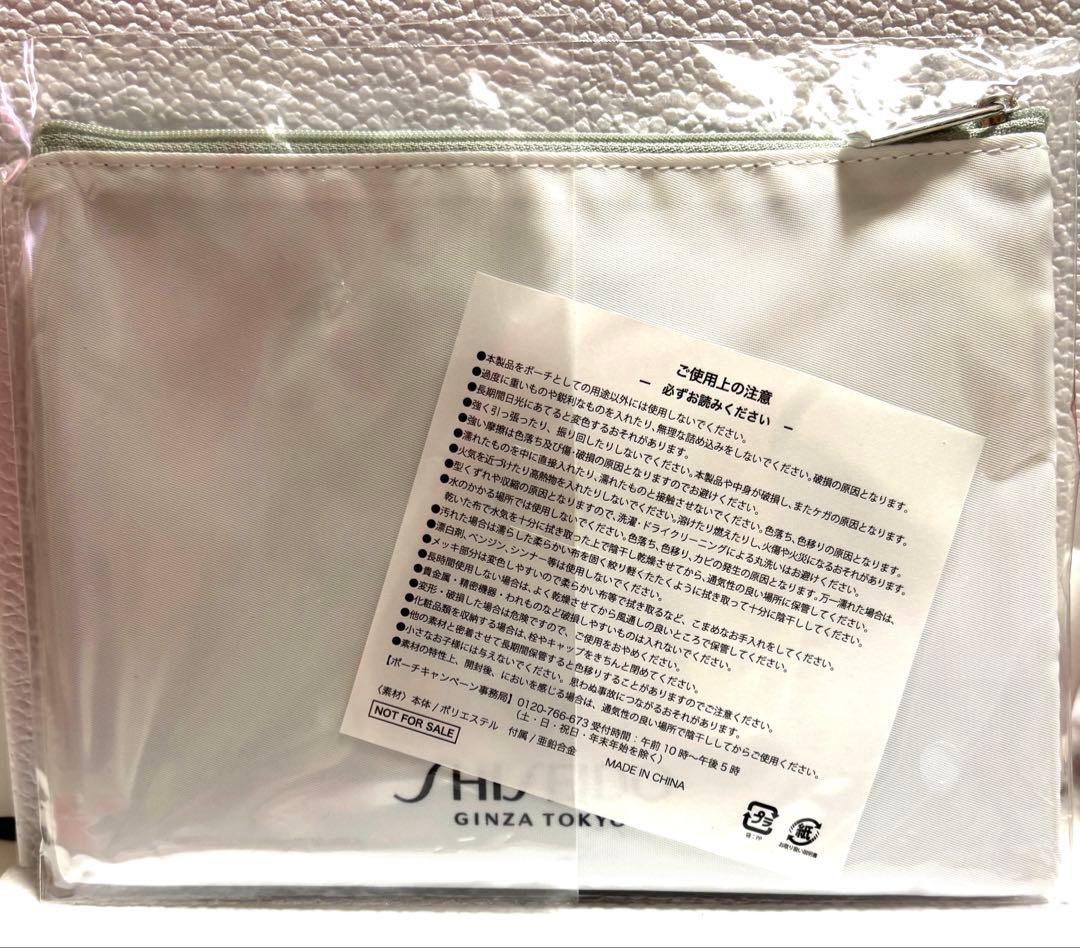 ご使用上の注意
― 必ずお読みください ―
●本製品をポーチとしての用途以外には使用しないでください。
●過度に重いものや鋭利なものを入れたり、無理な詰め込みをしないでください。破損の原因となります。
●長期間日光にあてると変色するおそれがあります。
●強く引っ張ったり、振り回したりしないでください。本製品や中身が破損し、またケガの原因となります。
●強い摩擦は色落ち及び傷・破損の原因となりますのでお避けください。
●濡れたものを中に直接入れたり、濡れたものと接触させないでください。色落ち、色移りの原因となります。
●火気を近づけたり高熱物を入れたりしないでください。溶けたり燃えたりし、火傷や火災になるおそれがあります。
●型くずれや収縮の原因となりますので、洗濯・ドライクリーニングによる丸洗いはお避けください。
●水のかかる場所では使用しないでください。色落ち、色移り、カビの発生の原因となります。万一濡れた場合は、
乾いた布で水気を十分に拭き取った上で陰干し乾燥させてから、通気性の良い場所に保管してください。
●汚れた場合は濡らした柔らかい布を固く絞り軽くたたくように拭き取って十分に陰干ししてください。
●漂白剤、ベンジン、シンナー等は使用しないでください。
●メッキ部分は変色しやすいので柔らかい布等で拭き取るなど、こまめなお手入れをしてください。
●長時間使用しない場合は、よく乾燥させてから風通しの良いところで保管してください。
●貴金属・精密機器・われものなど破損しやすいものは入れないでください。
●変形・破損した場合は危険ですので、ご使用をおやめください。
●化粧品類を収納する場合は、栓やキャップをきちんと閉めてください。
●他の素材と密着させて長期間保管すると色移りすることがありますのでご注意ください。
●小さなお子様には与えないでください。思わぬ事故につながるおそれがあります。
●素材の特性上、開封後、においを感じる場合は、通気性の良い場所で陰干ししてからご使用ください。
【ポーチキャンペーン事務局】0120-766-673 受付時間：午前10時〜午後5時
（土・日・祝日・年末年始を除く）
〈素材〉本体/ポリエステル 付属/亜鉛合金
NOT FOR SALE
MADE IN CHINA
プラ
袋：PP
紙
お取り扱い説明書
SHISEIDO
GINZA TOKYO